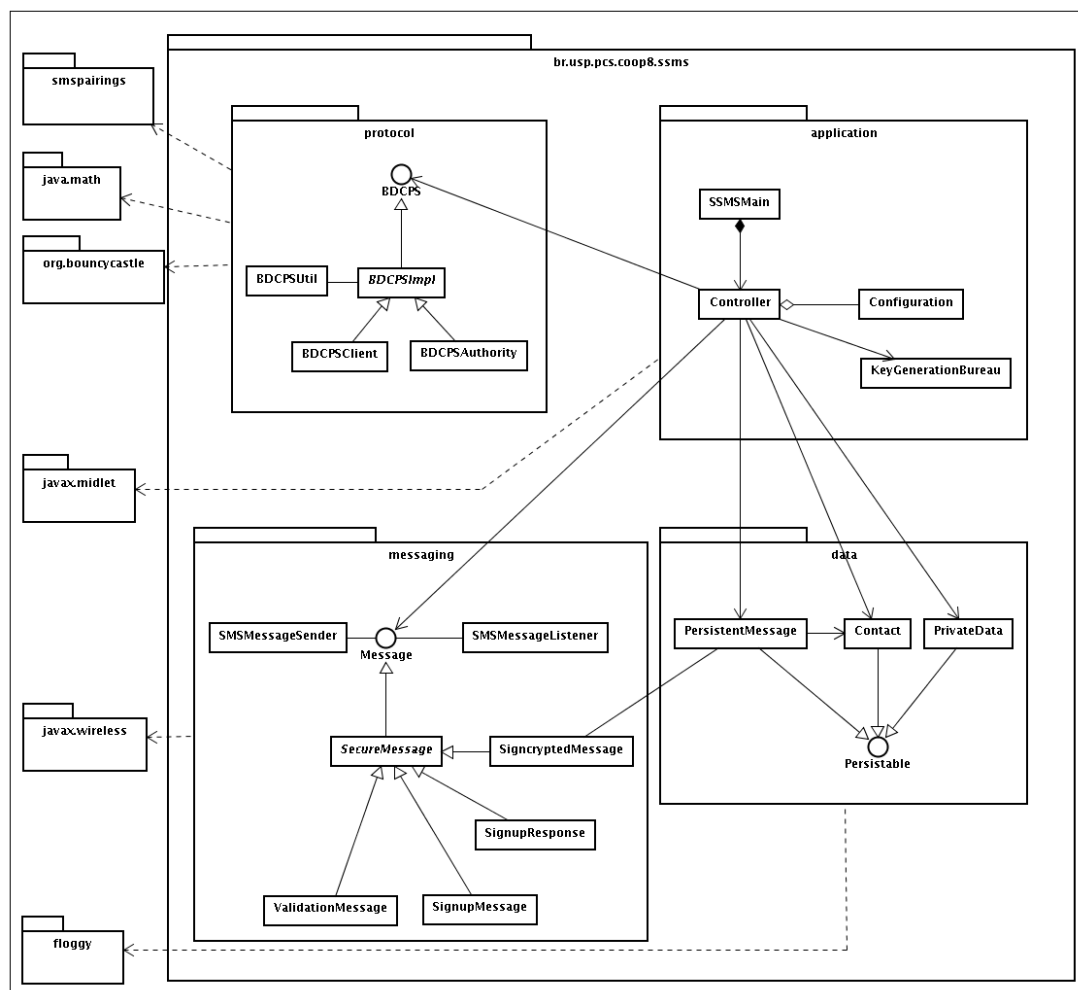 br.usp.pcs.coop8.ssms
smspairings
java.math
org.bouncycastle
javax.midlet
javax.wireless
floggy
protocol
BDCPS
BDCPSUtil
BDCPSImpl
BDCPSClient
BDCPSAuthority
application
SSMSMain
Controller
Configuration
KeyGenerationBureau
messaging
SMSMessageSender
Message
SMSMessageListener
SecureMessage
SigncryptedMessage
SignupResponse
ValidationMessage
SignupMessage
data
PersistentMessage
Contact
PrivateData
Persistable